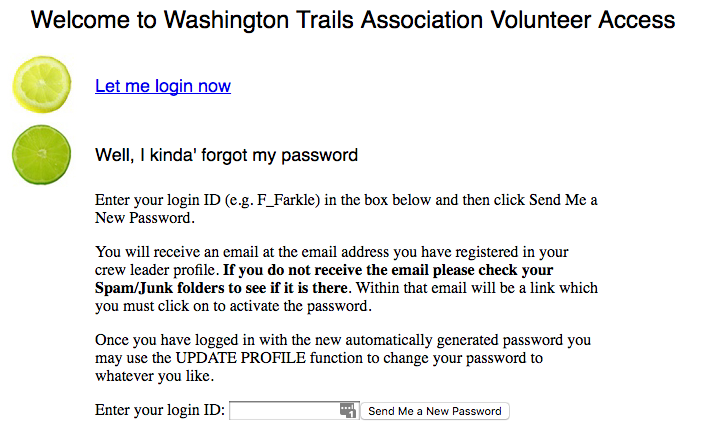 Welcome to Washington Trails Association Volunteer Access
Let me login now
Well, I kinda' forgot my password
Enter your login ID (e.g. F_Farkle) in the box below and then click Send Me a
New Password.
You will receive an email at the email address you have registered in your
crew leader profile. If you do not receive the email please check your
Spam/Junk folders to see if it is there. Within that email will be a link which
you must click on to activate the password.
Once you have logged in with the new automatically generated password you
may use the UPDATE PROFILE function to change your password to
whatever you like.
Enter your login ID: Send Me a New Password